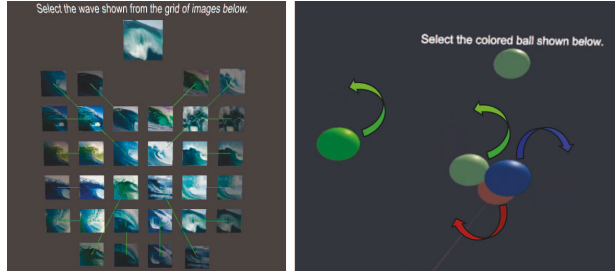 Select the wave shown from the grid of images below.
Select the colored ball shown below.